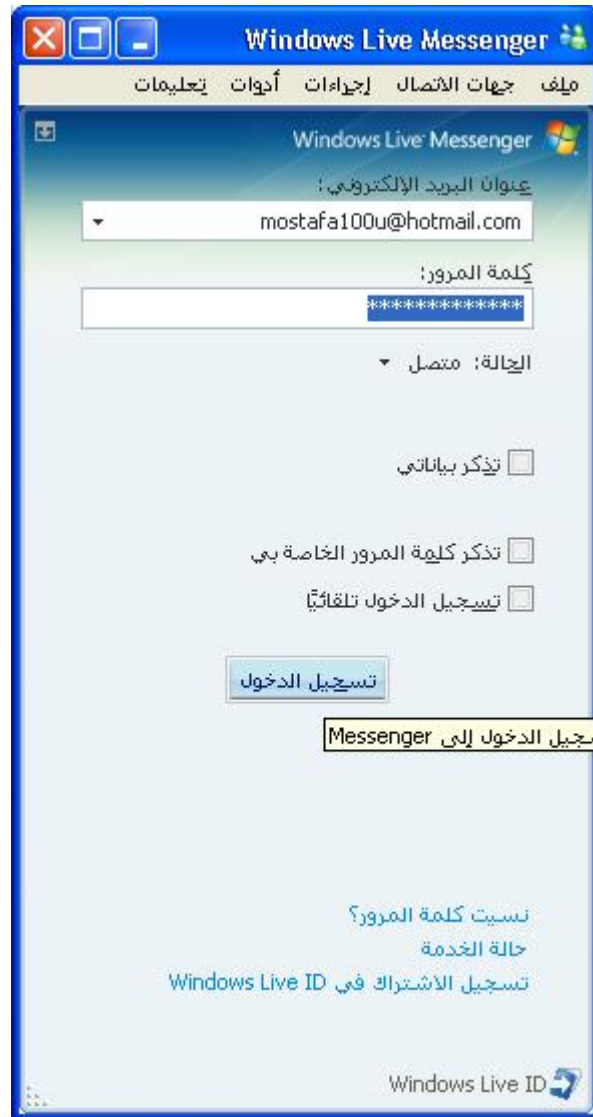 Windows Live Messenger
ملف جهات الاتصال إجراءات أدوات تعليمات
Windows Live Messenger
عنوان البريد الإلكتروني:
mostafa100u@hotmail.com
كلمة المرور:
*************
الحالة: متصل
تذكر بياناتي
تذكر كلمة المرور الخاصة بي
تسجيل الدخول تلقائيًا
تسجيل الدخول
الدخول إلى Messenger
نسيت كلمة المرور؟
حالة الخدمة
تسجيل الاشتراك في Windows Live ID
Windows Live ID